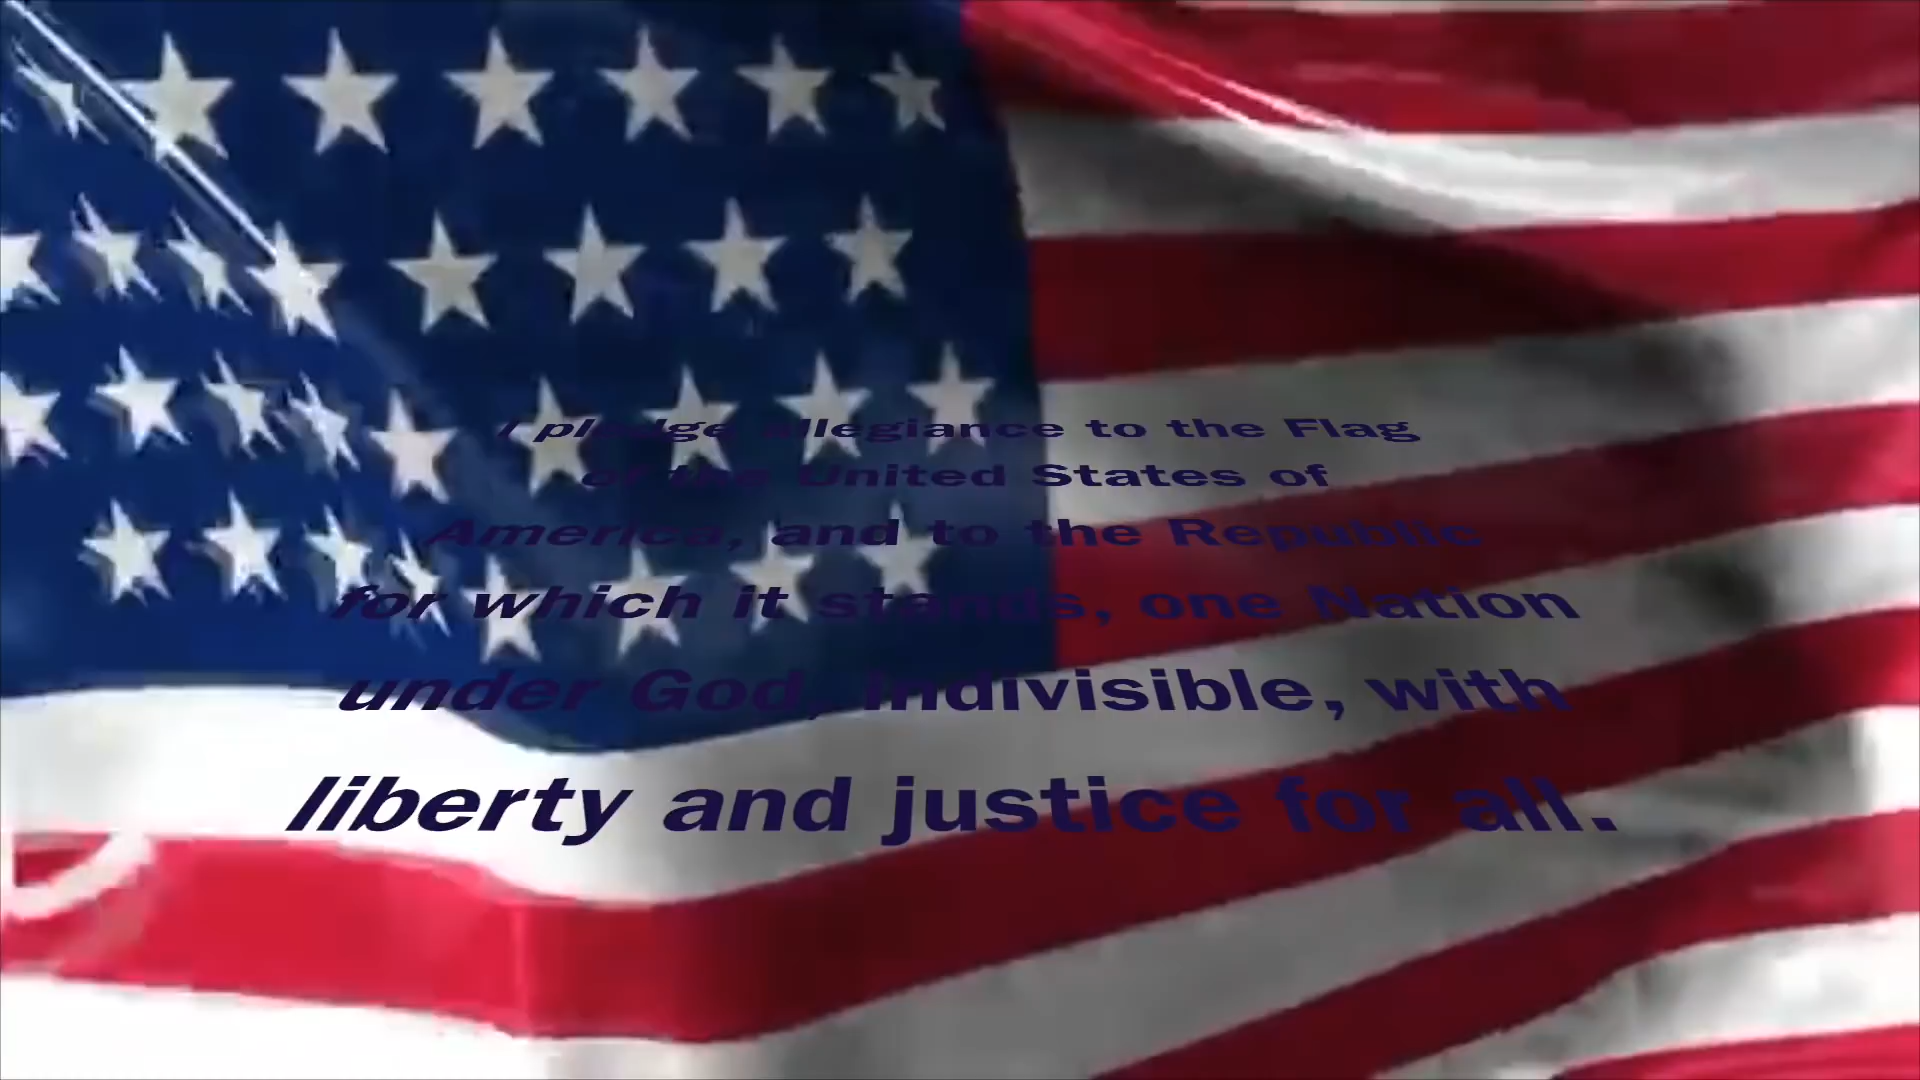 I pledge allegiance to the Flag
of the United States of
America, and to the Republic
for which it stands, one Nation
under God, indivisible, with
liberty and justice for all.